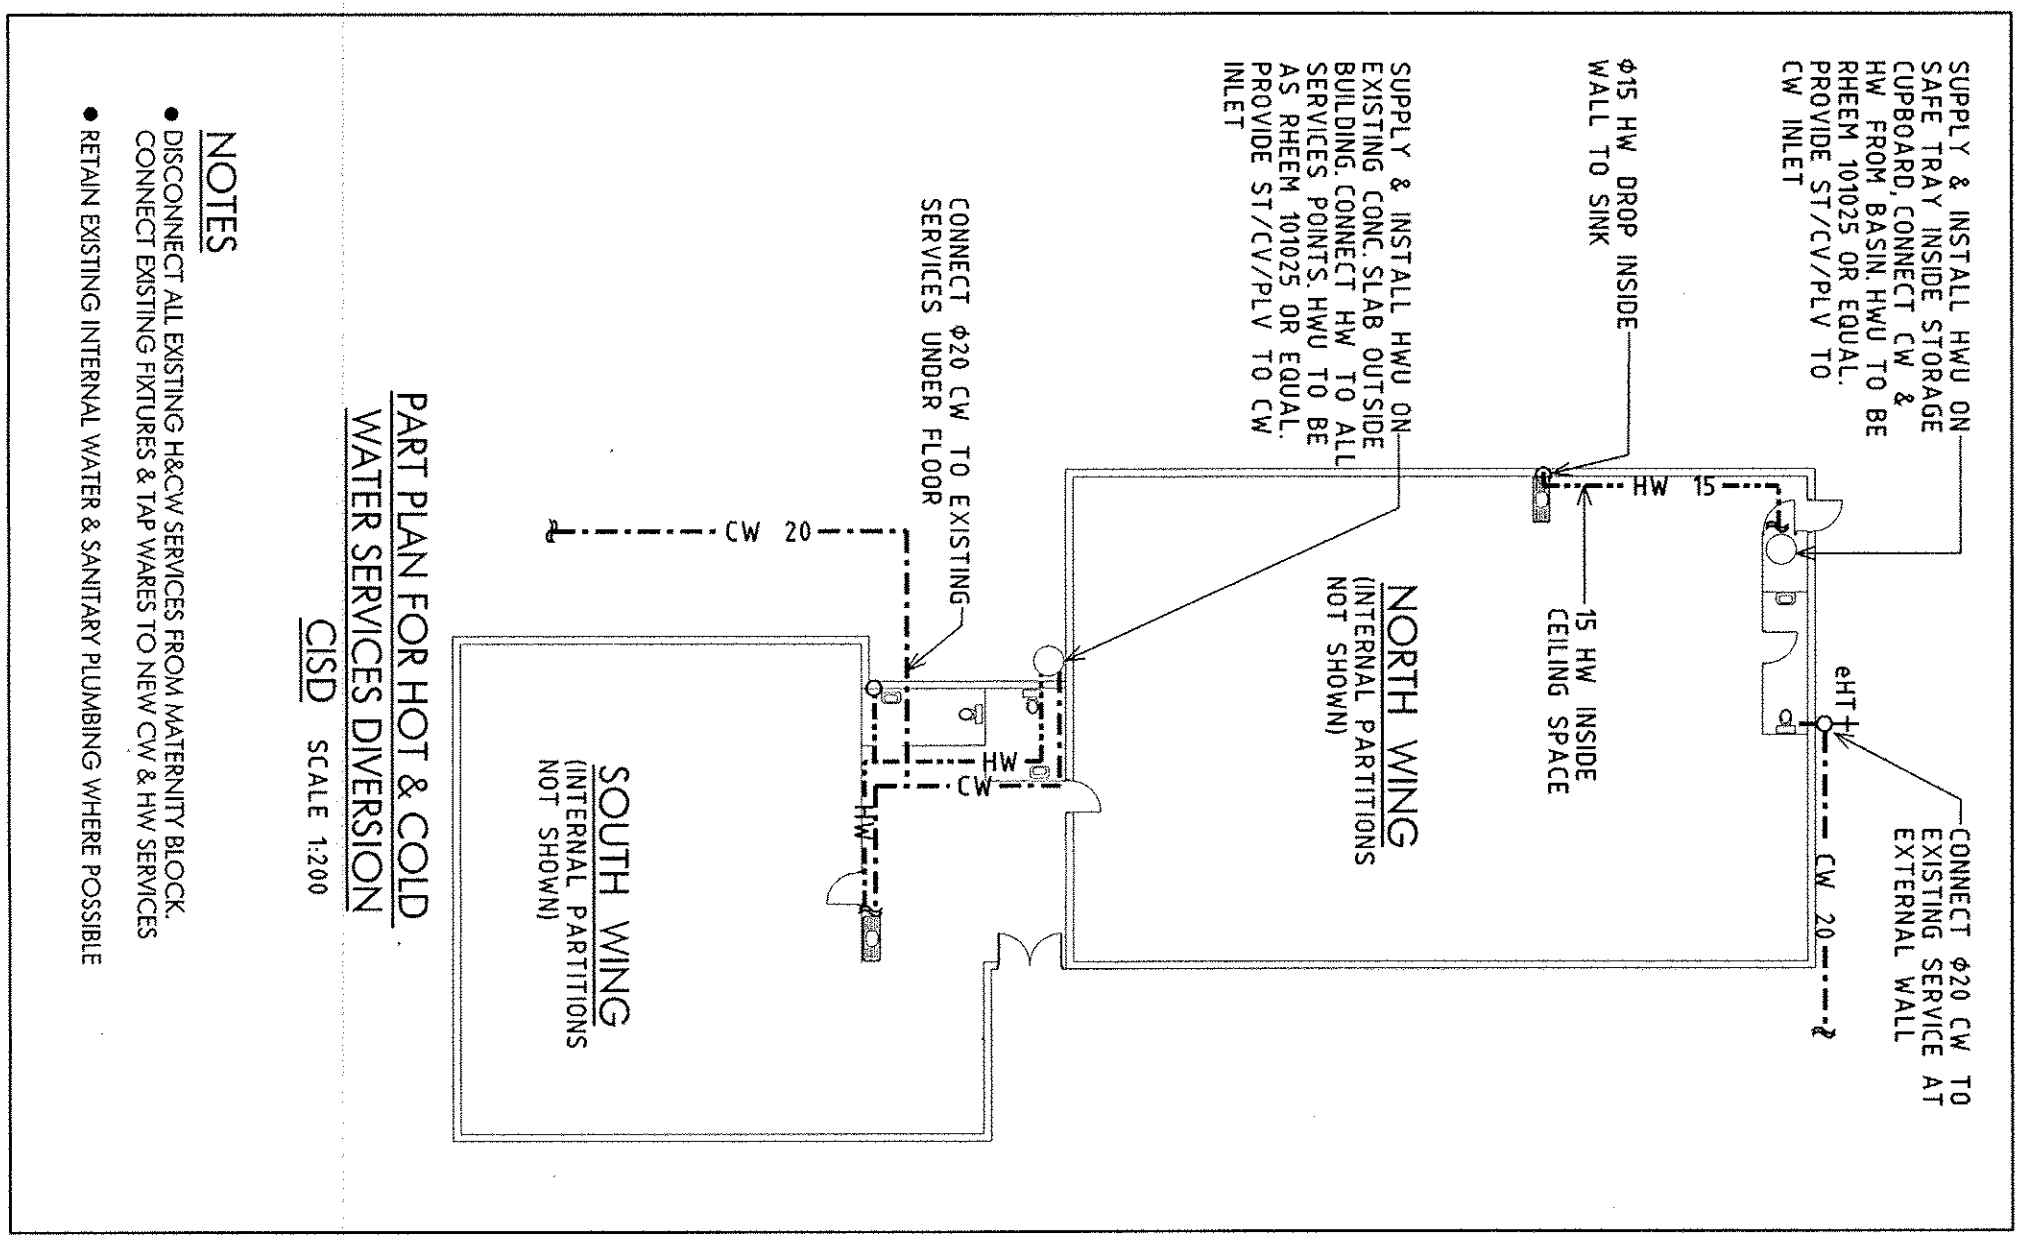 SUPPLY & INSTALL HWU ON
SAFE TRAY INSIDE STORAGE
CUPBOARD, CONNECT CW &
HW FROM BASIN. HWU TO BE
RHEEM 101025 OR EQUAL.
PROVIDE ST/CV/PLV TO
CW INLET
CONNECT Φ20 CW TO
EXISTING SERVICE AT
EXTERNAL WALL
eHT
CW 20
Φ15 HW DROP INSIDE
WALL TO SINK
HW 15
15 HW INSIDE
CEILING SPACE
SUPPLY & INSTALL HWU ON
EXISTING CONC. SLAB OUTSIDE
BUILDING. CONNECT HW TO ALL
SERVICES POINTS. HWU TO BE
AS RHEEM 101025 OR EQUAL.
PROVIDE ST/CV/PLV TO CW
INLET
NORTH WING
(INTERNAL PARTITIONS
NOT SHOWN)
CONNECT Φ20 CW TO EXISTING
SERVICES UNDER FLOOR
HW
CW
HW
CW 20
SOUTH WING
(INTERNAL PARTITIONS
NOT SHOWN)
PART PLAN FOR HOT & COLD
WATER SERVICES DIVERSION
CISD SCALE 1:200
NOTES
● DISCONNECT ALL EXISTING H&CW SERVICES FROM MATERNITY BLOCK.
CONNECT EXISTING FIXTURES & TAP WARES TO NEW CW & HW SERVICES
● RETAIN EXISTING INTERNAL WATER & SANITARY PLUMBING WHERE POSSIBLE